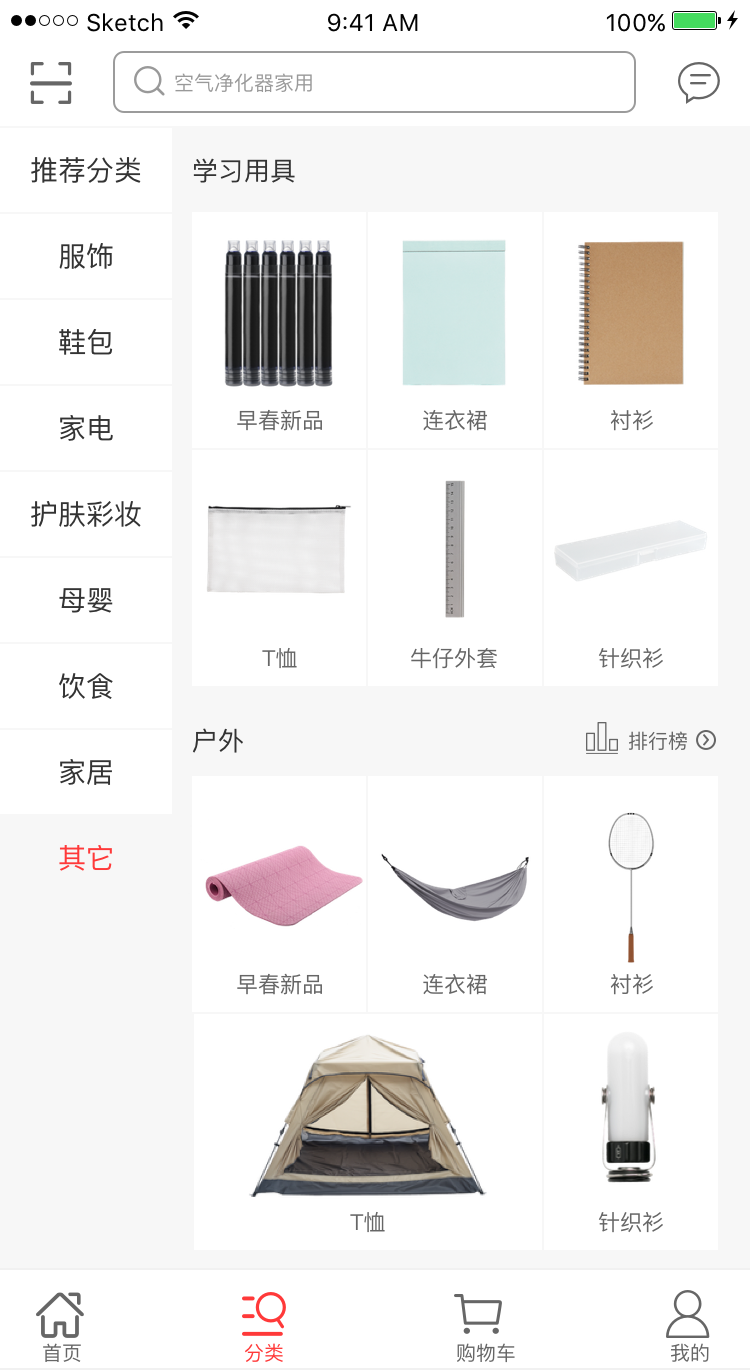 Sketch 9:41 AM 100%
空气净化器家用
推荐分类
服饰
鞋包
家电
护肤彩妆
母婴
饮食
家居
其它
学习用具
早春新品 连衣裙 衬衫
T恤 牛仔外套 针织衫
户外 排行榜
早春新品 连衣裙 衬衫
T恤 针织衫
首页 分类 购物车 我的